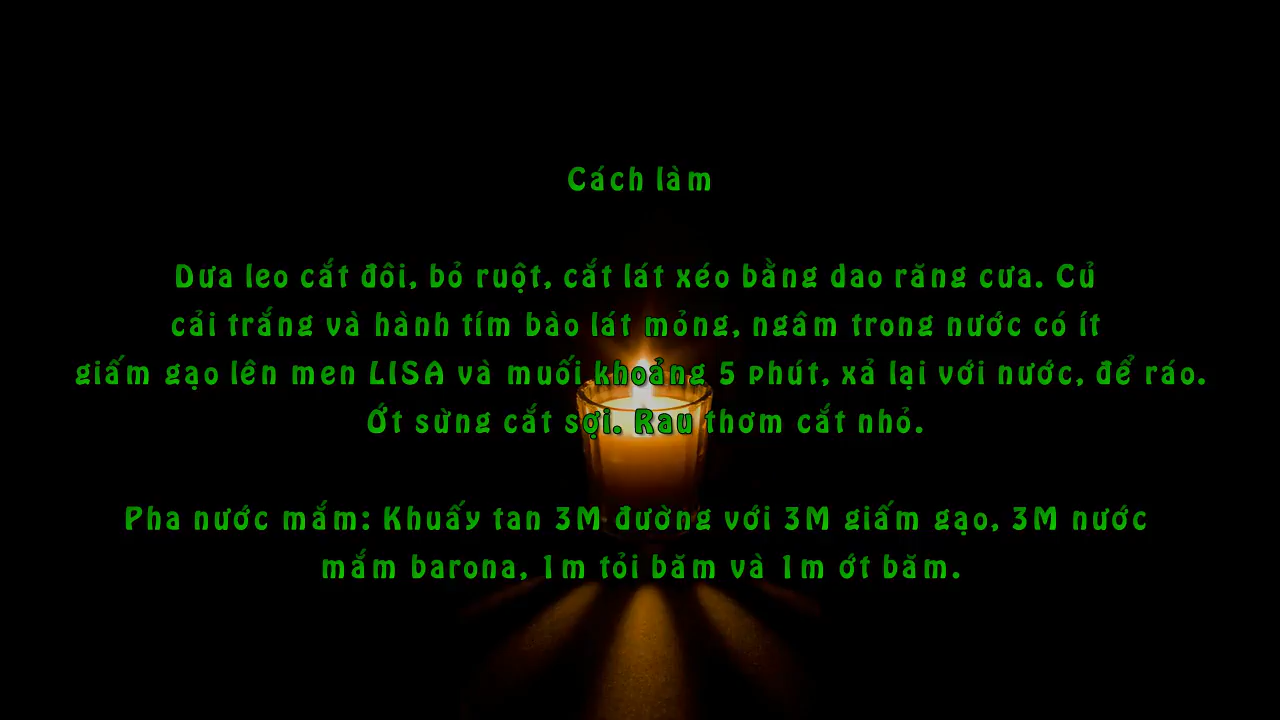 Cách làm
Dưa leo cắt đôi, bỏ ruột, cắt lát xéo bằng dao răng cưa. Củ
cải trắng và hành tím bào lát mỏng, ngâm trong nước có ít
giấm gạo lên men LISA và muối khoảng 5 phút, xả lại với nước, để ráo.
Ớt sừng cắt sợi. Rau thơm cắt nhỏ.
Pha nước mắm: Khuấy tan 3M đường với 3M giấm gạo, 3M nước
mắm barona, 1m tỏi băm và 1m ớt băm.